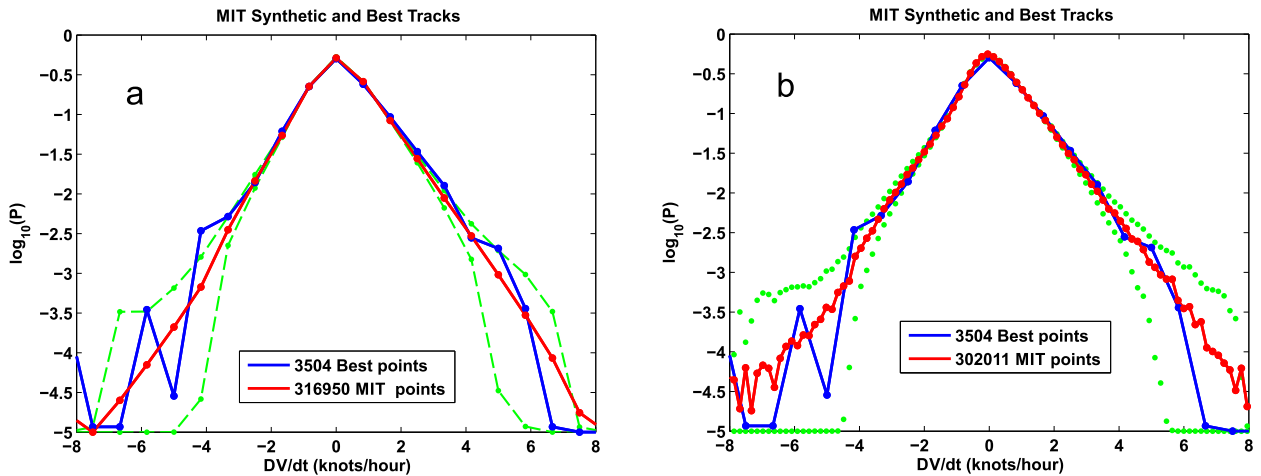 MIT Synthetic and Best Tracks
a
log10(P)
0
−0.5
−1
−1.5
−2
−2.5
−3
−3.5
−4
−4.5
−5
3504 Best points
316950 MIT points
−8 −6 −4 −2 0 2 4 6 8
DV/dt (knots/hour)
MIT Synthetic and Best Tracks
b
log10(P)
0
−0.5
−1
−1.5
−2
−2.5
−3
−3.5
−4
−4.5
−5
3504 Best points
302011 MIT points
−8 −6 −4 −2 0 2 4 6 8
DV/dt (knots/hour)